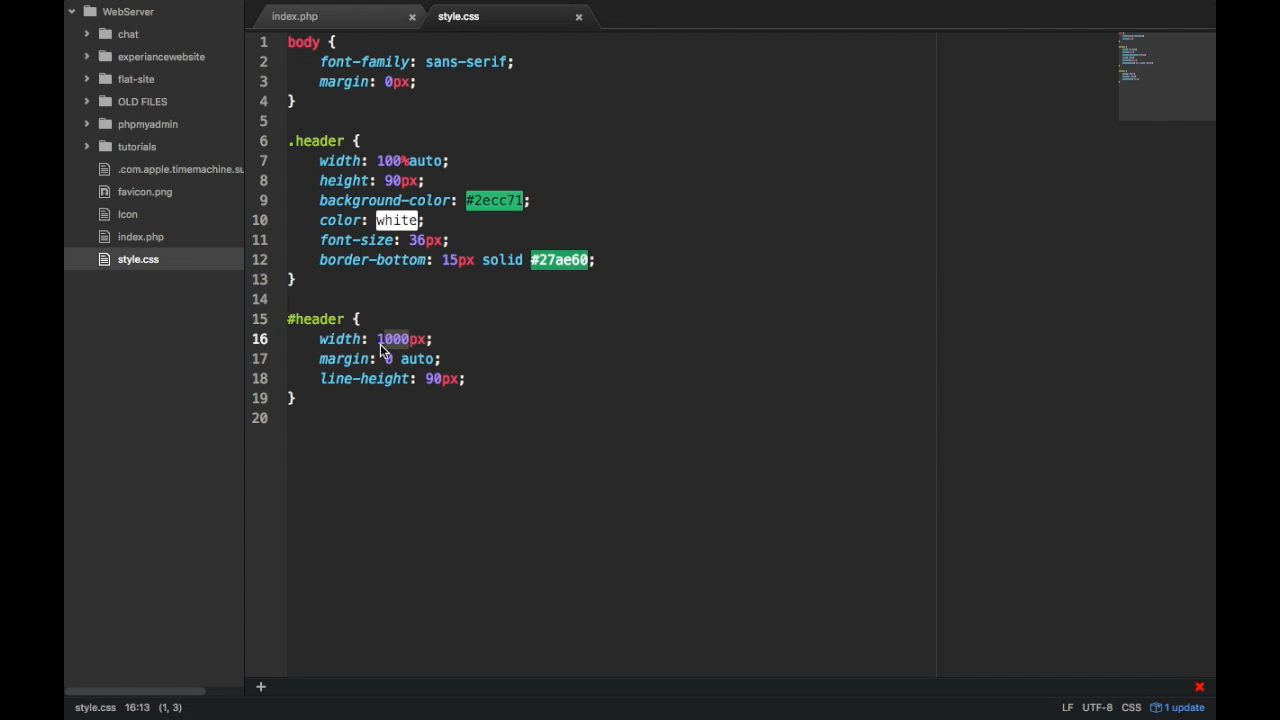 WebServer
chat
experiancewebsite
flat-site
OLD FILES
phpmyadmin
tutorials
.com.apple.timemachine.su
favicon.png
Icon
index.php
style.css
index.php
style.css
1 body {
2 font-family: sans-serif;
3 margin: 0px;
4 }
5
6 .header {
7 width: 100%auto;
8 height: 90px;
9 background-color: #2ecc71;
10 color: white;
11 font-size: 36px;
12 border-bottom: 15px solid #27ae60;
13 }
14
15 #header {
16 width: 1000px;
17 margin: 0 auto;
18 line-height: 90px;
19 }
20
style.css 16:13 (1, 3)
LF UTF-8 CSS 1 update